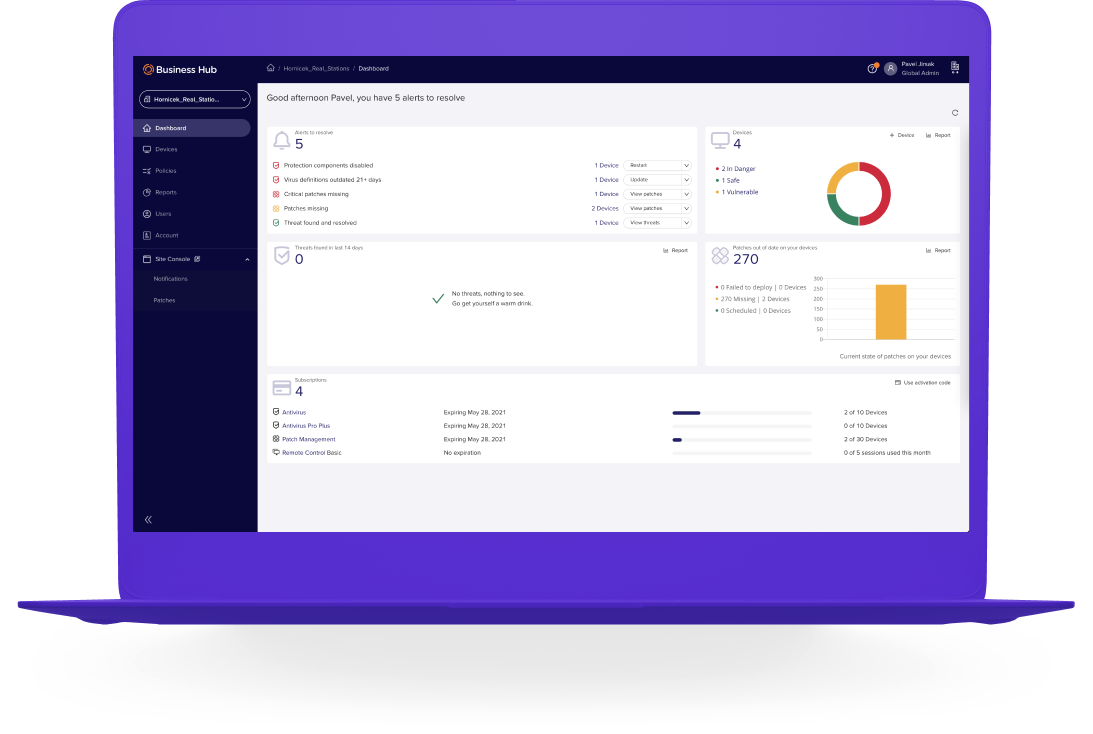 Business Hub
Hornicek_Real_Stations / Dashboard
Pavel Jirsak
Global Admin
Hornicek_Real_Statio...
Dashboard
Devices
Policies
Reports
Users
Account
Site Console
Notifications
Patches
Good afternoon Pavel, you have 5 alerts to resolve
Alerts to resolve
5
Protection components disabled 1 Device Restart
Virus definitions outdated 21+ days 1 Device Update
Critical patches missing 1 Device View patches
Patches missing 2 Devices View patches
Threat found and resolved 1 Device View threats
Devices
4
+ Device Report
2 In Danger
1 Safe
1 Vulnerable
Threats found in last 14 days
0
Report
No threats, nothing to see.
Go get yourself a warm drink.
Patches out of date on your devices
270
Report
0 Failed to deploy | 0 Devices
270 Missing | 2 Devices
0 Scheduled | 0 Devices
300
250
200
150
100
50
0
Current state of patches on your devices
Subscriptions
4
Use activation code
Antivirus Expiring May 28, 2021 2 of 10 Devices
Antivirus Pro Plus Expiring May 28, 2021 0 of 10 Devices
Patch Management Expiring May 28, 2021 2 of 30 Devices
Remote Control Basic No expiration 0 of 5 sessions used this month